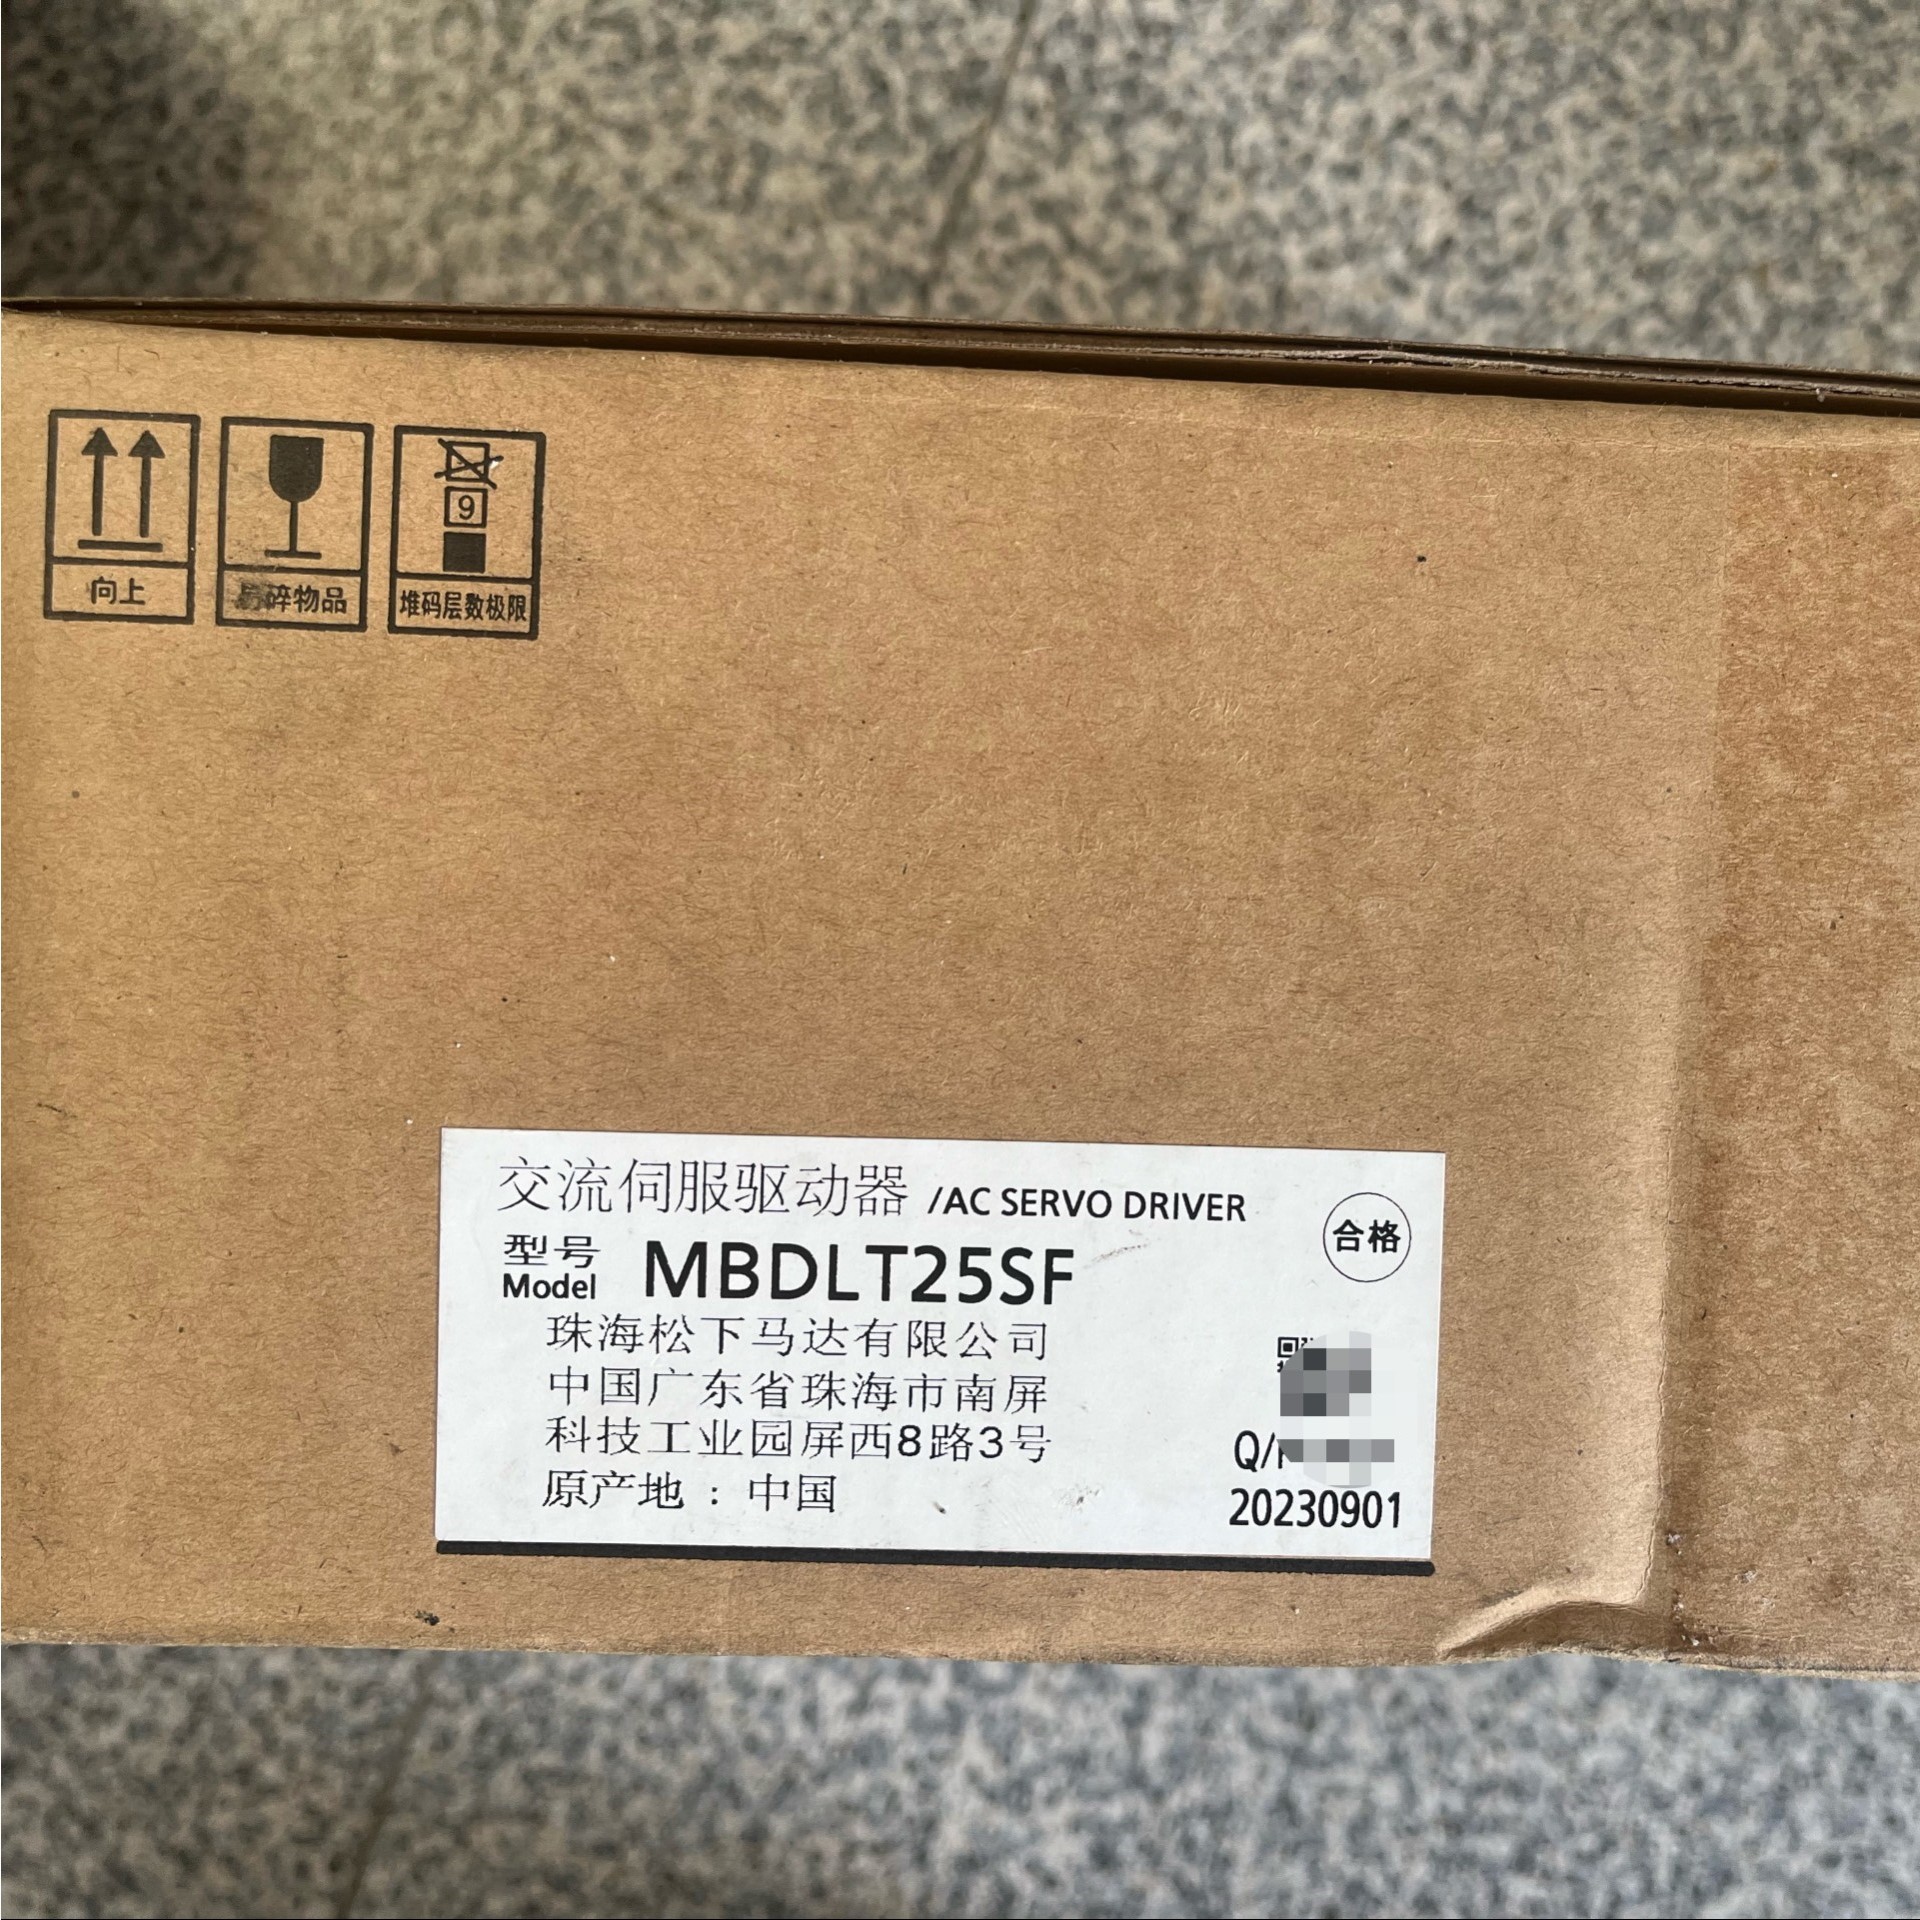 9
向上
碎物品
堆码层数极限
交流伺服驱动器 /AC SERVO DRIVER
合格
型号
Model MBDLT25SF
珠海松下马达有限公司
中国广东省珠海市南屏
科技工业园屏西8路3号
原产地：中国
Q/
20230901